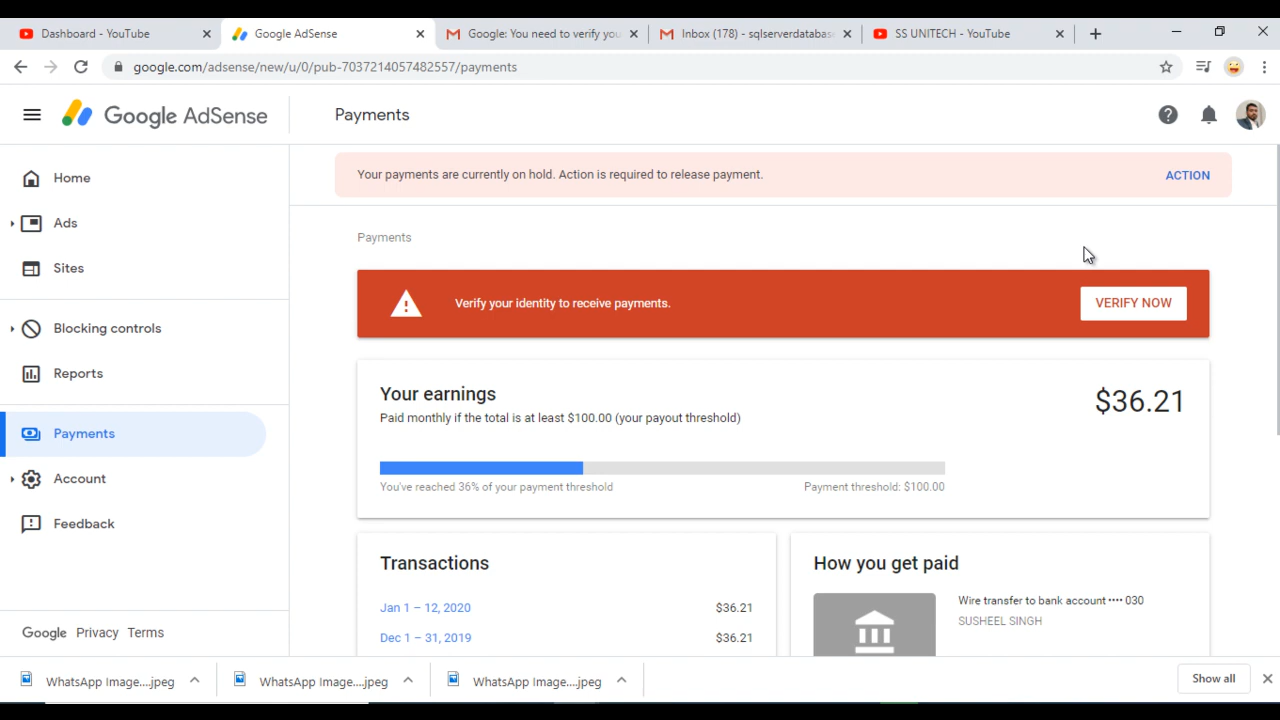 Dashboard - YouTube
Google AdSense
Google: You need to verify you
Inbox (178) - sqlserverdatabas
SS UNITECH - YouTube
google.com/adsense/new/u/0/pub-7037214057482557/payments
Google AdSense
Payments
Home
Ads
Sites
Blocking controls
Reports
Payments
Account
Feedback
Google Privacy Terms
Your payments are currently on hold. Action is required to release payment.
ACTION
Payments
Verify your identity to receive payments.
VERIFY NOW
Your earnings
$36.21
Paid monthly if the total is at least $100.00 (your payout threshold)
You've reached 36% of your payment threshold
Payment threshold: $100.00
Transactions
Jan 1 – 12, 2020 $36.21
Dec 1 – 31, 2019 $36.21
How you get paid
Wire transfer to bank account •••• 030
SUSHEEL SINGH
WhatsApp Image....jpeg
WhatsApp Image....jpeg
WhatsApp Image....jpeg
Show all